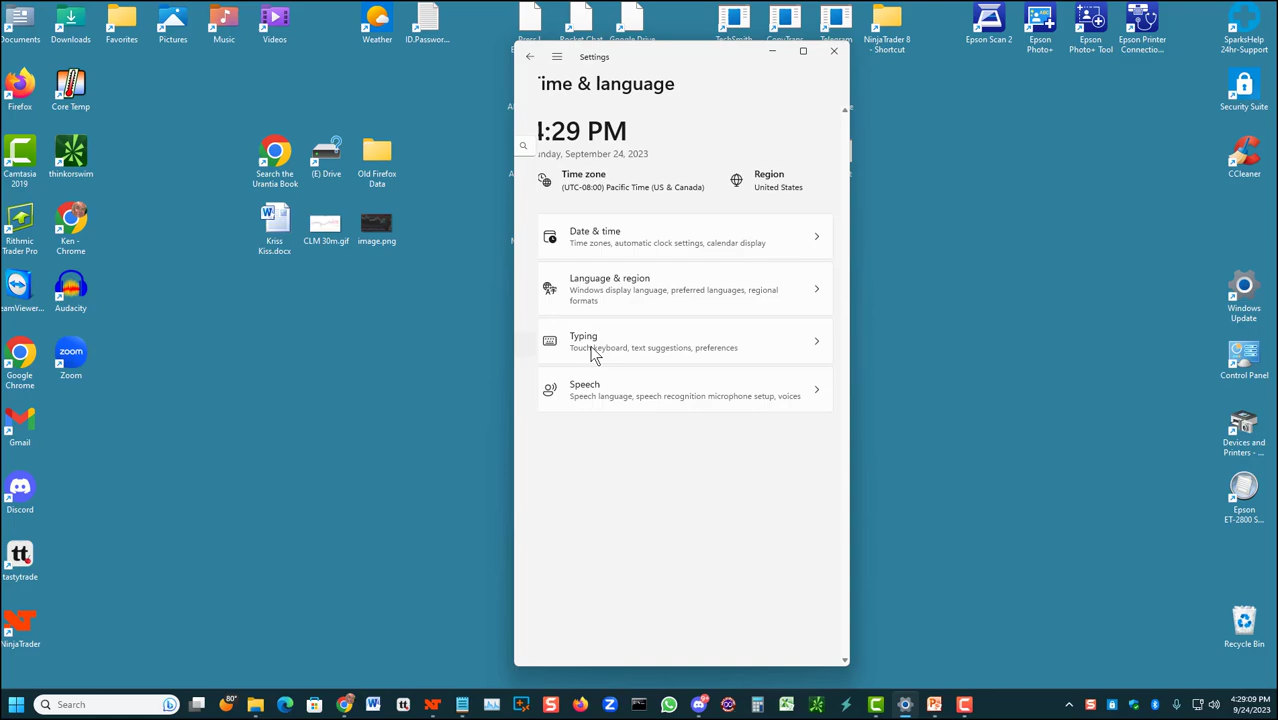 Documents
Downloads
Favorites
Pictures
Music
Videos
Weather
ID.Passwor...
Google Drive
TechSmith
Telegram
NinjaTrader 8
- Shortcut
Epson Scan 2
Epson
Photo+
Epson
Photo+ Tool
Epson Printer
Connectio...
SparksHelp
24hr-Support
Settings
Time & language
4:29 PM
unday, September 24, 2023
Time zone
(UTC-08:00) Pacific Time (US & Canada)
Region
United States
Date & time
Time zones, automatic clock settings, calendar display
Language & region
Windows display language, preferred languages, regional
formats
Typing
Touch keyboard, text suggestions, preferences
Speech
Speech language, speech recognition microphone setup, voices
Firefox
Core Temp
Camtasia
2019
thinkorswim
Search the
Urantia Book
(E) Drive
Old Firefox
Data
Rithmic
Trader Pro
Ken -
Chrome
Kriss
Kiss.docx
CLM 30m.gif
image.png
eamViewer...
Audacity
Google
Chrome
Zoom
zoom
Gmail
Discord
tt
tastytrade
NinjaTrader
Security Suite
CCleaner
Windows
Update
Control Panel
Devices and
Printers - ...
Epson
ET-2800 S...
Recycle Bin
Search
80°
tt
4:29:09 PM
9/24/2023